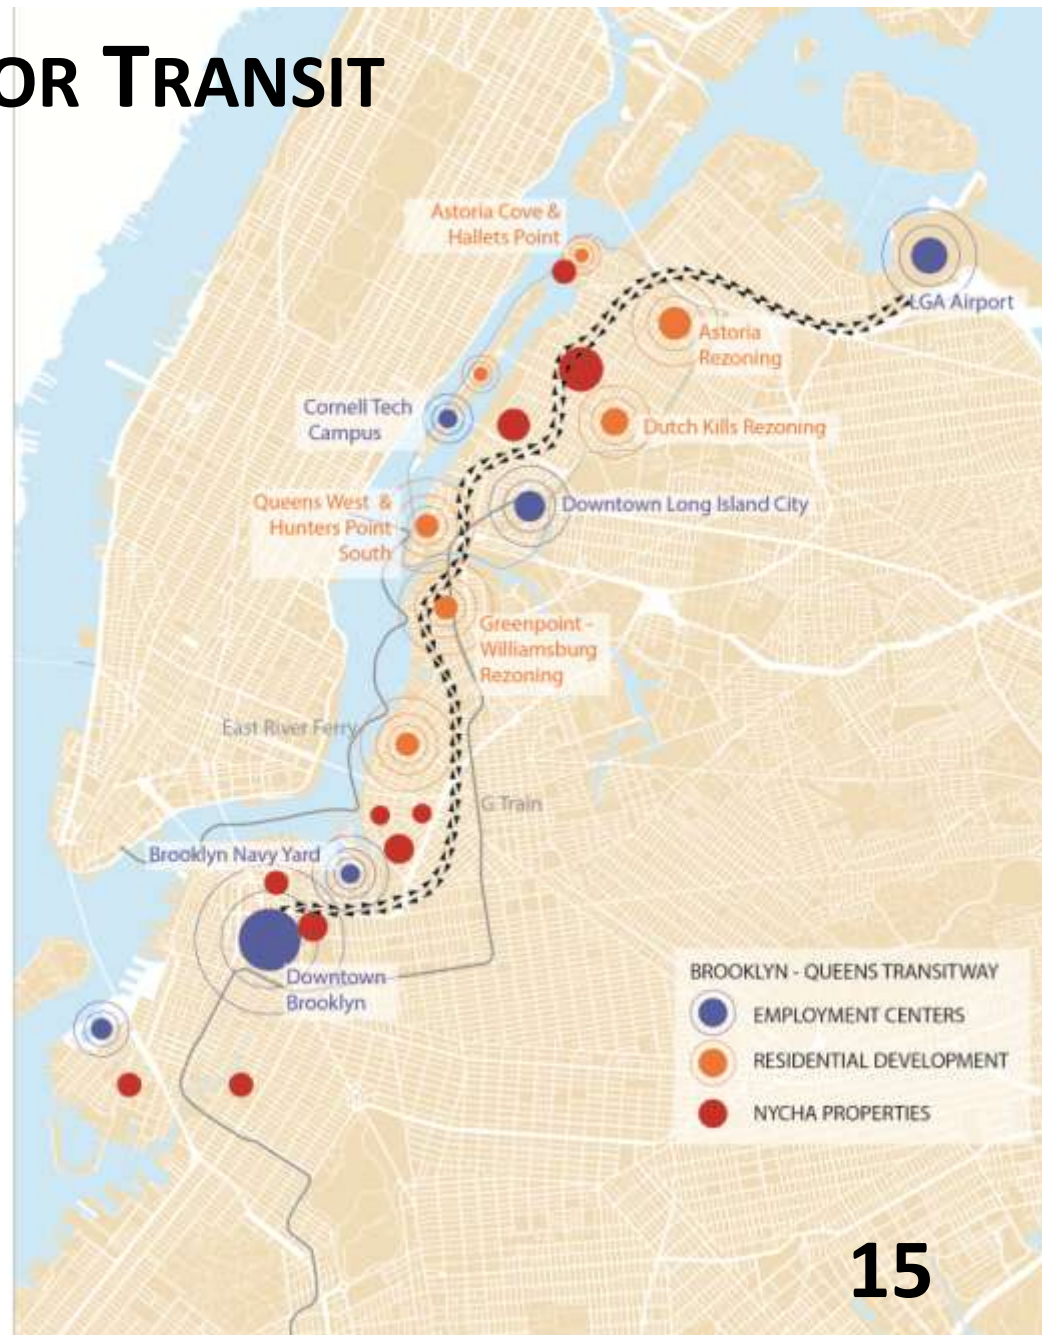 OR TRANSIT
Astoria Cove &
Hallets Point
LGA Airport
Astoria
Rezoning
Cornell Tech
Campus
Dutch Kills Rezoning
Queens West &
Hunters Point
South
Downtown Long Island City
Greenpoint -
Williamsburg
Rezoning
East River Ferry
G Train
Brooklyn Navy Yard
Downtown
Brooklyn
BROOKLYN - QUEENS TRANSITWAY
EMPLOYMENT CENTERS
RESIDENTIAL DEVELOPMENT
NYCHA PROPERTIES
15